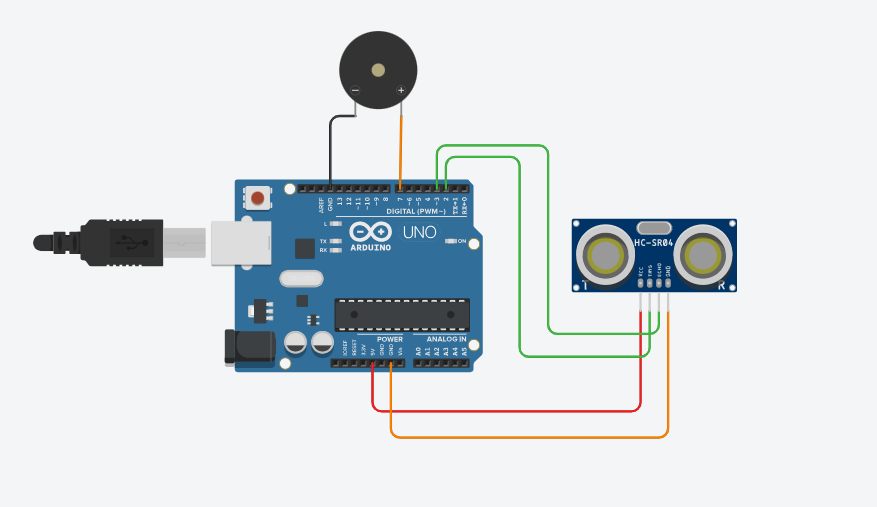 − +
AREF
GND
13
12
~11
~10
~9
8
7
~6
~5
4
~3
2
TX→1
RX←0
DIGITAL (PWM~)
L
TX
RX
ARDUINO
UNO
ON
POWER
ANALOG IN
IOREF
RESET
3.3V
5V
GND
GND
Vin
A0
A1
A2
A3
A4
A5
HC-SR04
VCC
TRIG
ECHO
GND
T
R